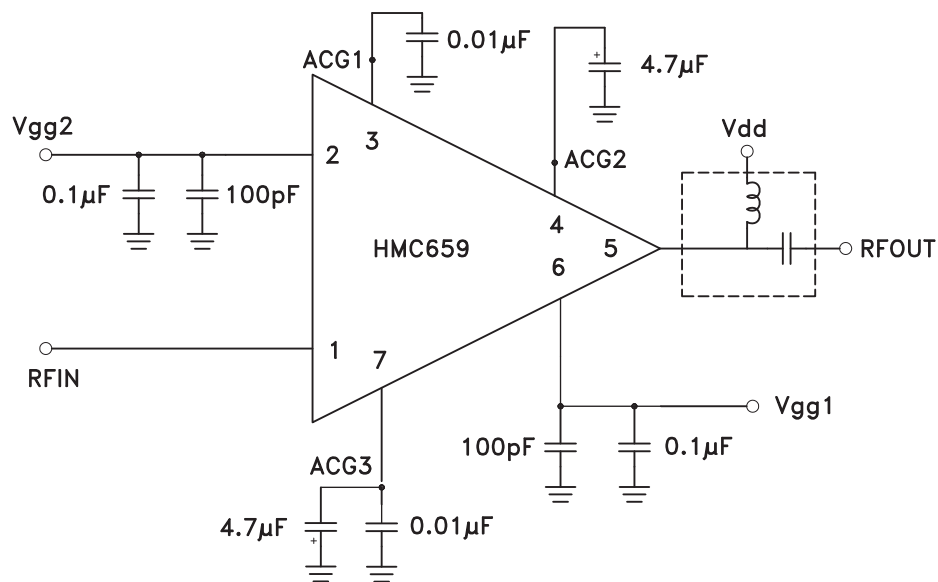 ACG1
0.01µF
+
4.7µF
Vgg2
2
3
ACG2
Vdd
0.1µF
100pF
4
HMC659
5
RFOUT
6
RFIN
1
7
Vgg1
100pF
0.1µF
ACG3
4.7µF
+
0.01µF